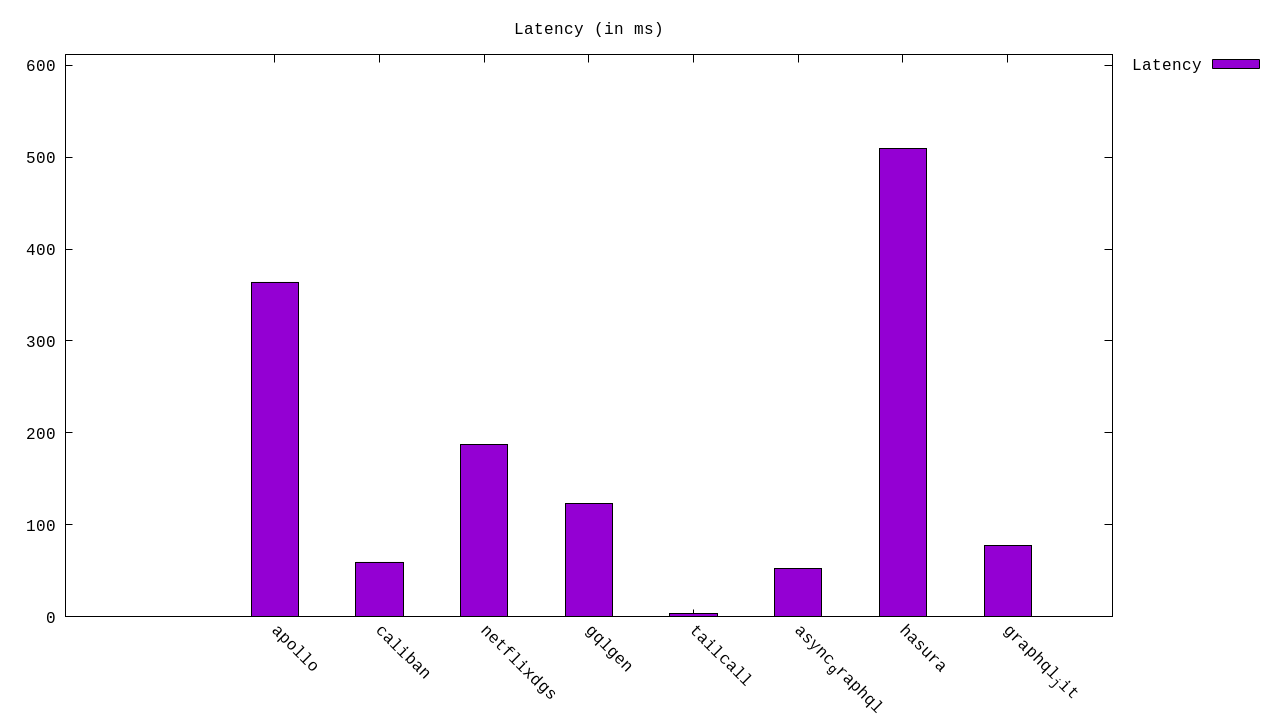 Latency (in ms)
Latency
600
500
400
300
200
100
0
apollo
caliban
netflixdgs
gqlgen
tailcall
async_graphql
hasura
graphql_jit